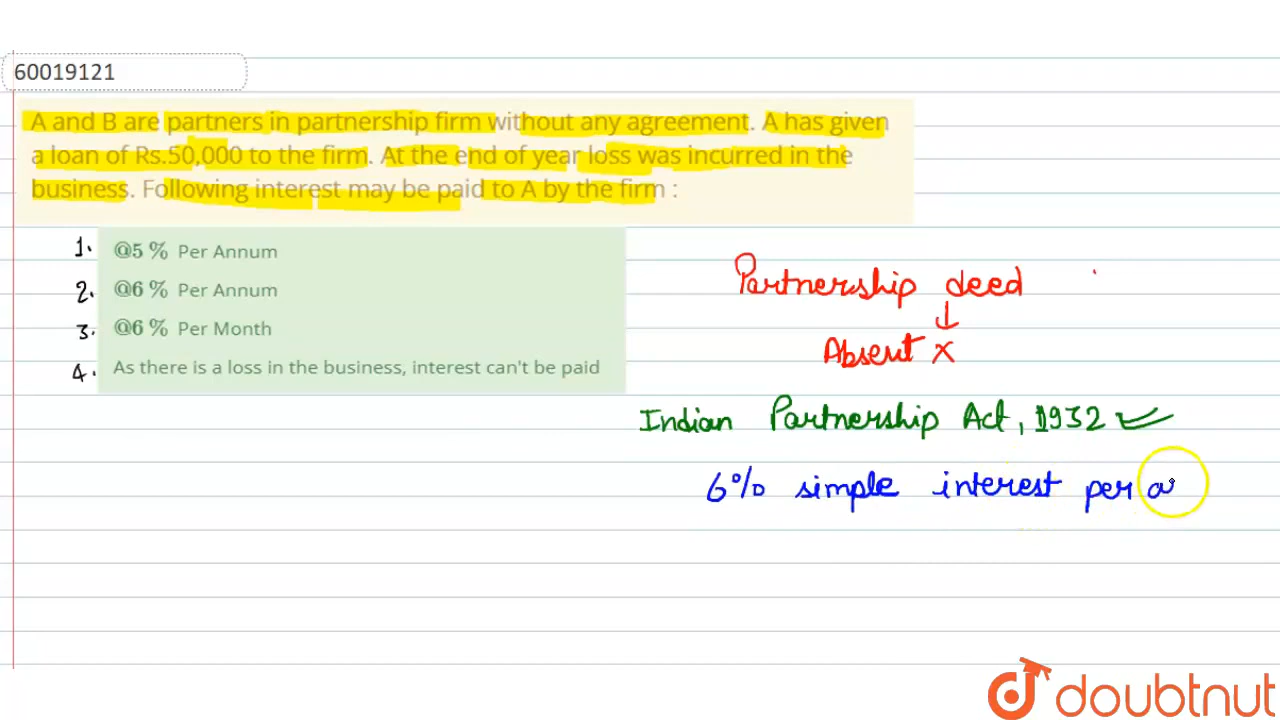 60019121
A and B are partners in partnership firm without any agreement. A has given
a loan of Rs.50,000 to the firm. At the end of year loss was incurred in the
business. Following interest may be paid to A by the firm :
1. @5 % Per Annum
2. @6 % Per Annum
3. @6 % Per Month
4. As there is a loss in the business, interest can't be paid
Partnership deed
↓
Absent ×
Indian Partnership Act, 1932 ✓
6% simple interest per a
doubtnut